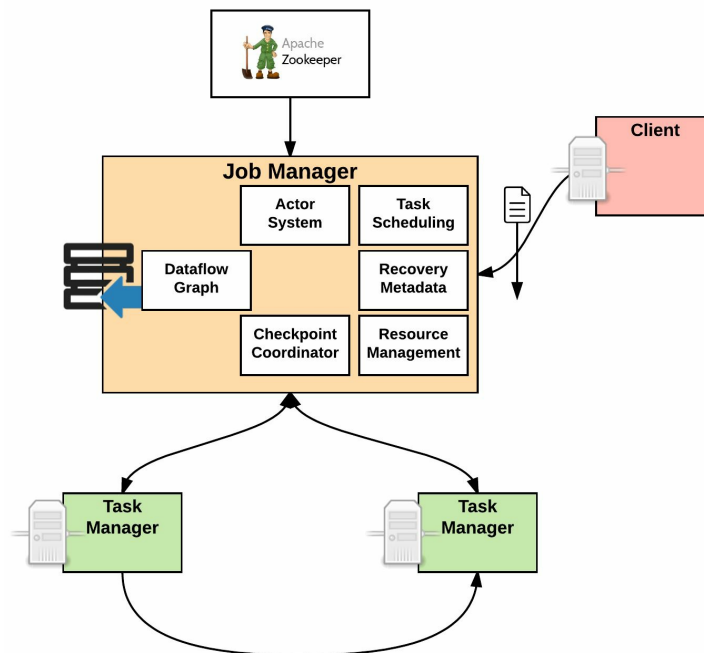 Apache
Zookeeper
Client
Job Manager
Actor
System
Task
Scheduling
Dataflow
Graph
Recovery
Metadata
Checkpoint
Coordinator
Resource
Management
Task
Manager
Task
Manager